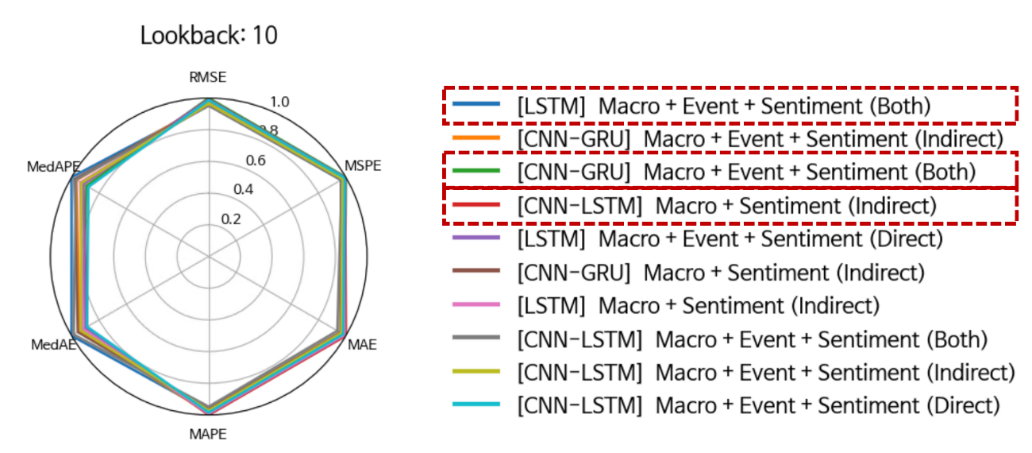 Lookback: 10
RMSE
1.0
0.8
MedAPE
0.6
MSPE
0.4
0.2
MedAE
MAE
MAPE
[LSTM] Macro + Event + Sentiment (Both)
[CNN-GRU] Macro + Event + Sentiment (Indirect)
[CNN-GRU] Macro + Event + Sentiment (Both)
[CNN-LSTM] Macro + Sentiment (Indirect)
[LSTM] Macro + Event + Sentiment (Direct)
[CNN-GRU] Macro + Sentiment (Indirect)
[LSTM] Macro + Sentiment (Indirect)
[CNN-LSTM] Macro + Event + Sentiment (Both)
[CNN-LSTM] Macro + Event + Sentiment (Indirect)
[CNN-LSTM] Macro + Event + Sentiment (Direct)